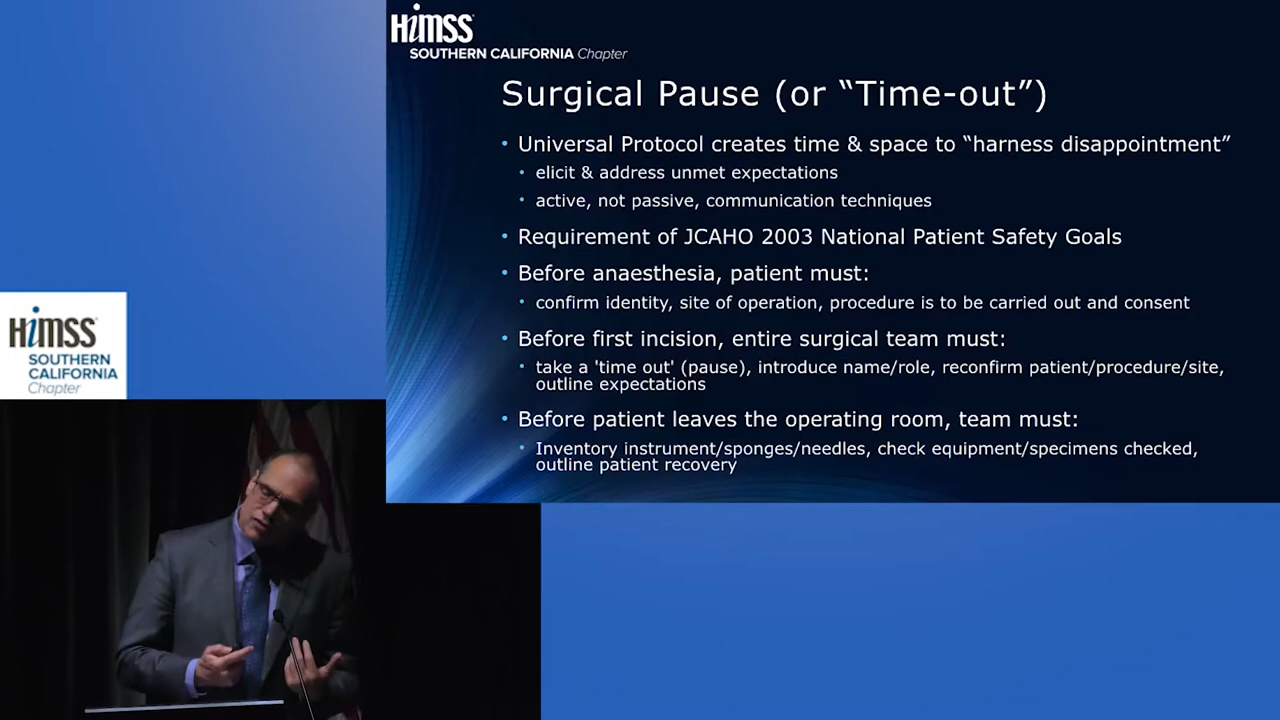 HiMSS
SOUTHERN CALIFORNIA Chapter
Surgical Pause (or “Time-out”)
• Universal Protocol creates time & space to “harness disappointment”
• elicit & address unmet expectations
• active, not passive, communication techniques
• Requirement of JCAHO 2003 National Patient Safety Goals
• Before anaesthesia, patient must:
• confirm identity, site of operation, procedure is to be carried out and consent
• Before first incision, entire surgical team must:
• take a 'time out' (pause), introduce name/role, reconfirm patient/procedure/site,
outline expectations
• Before patient leaves the operating room, team must:
• Inventory instrument/sponges/needles, check equipment/specimens checked,
outline patient recovery
HiMSS
SOUTHERN
CALIFORNIA
Chapter